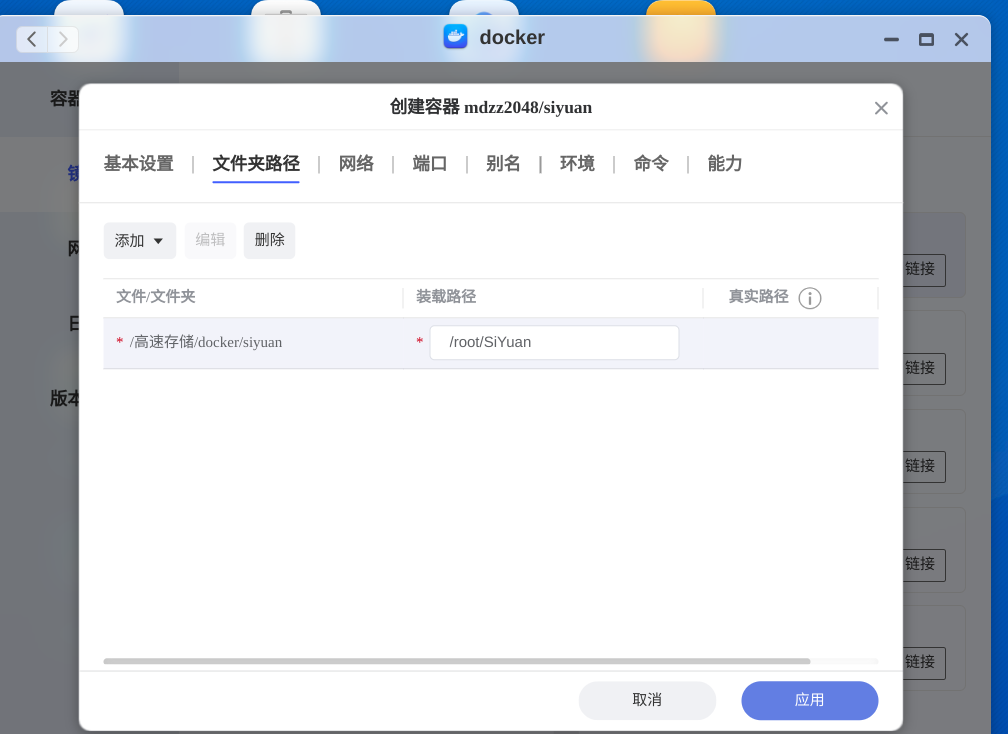 docker
容器
创建容器 mdzz2048/siyuan
基本设置 | 文件夹路径 | 网络 | 端口 | 别名 | 环境 | 命令 | 能力
添加 编辑 删除
文件/文件夹 装载路径 真实路径
* /高速存储/docker/siyuan * /root/SiYuan
版本
链接
链接
链接
链接
链接
取消 应用